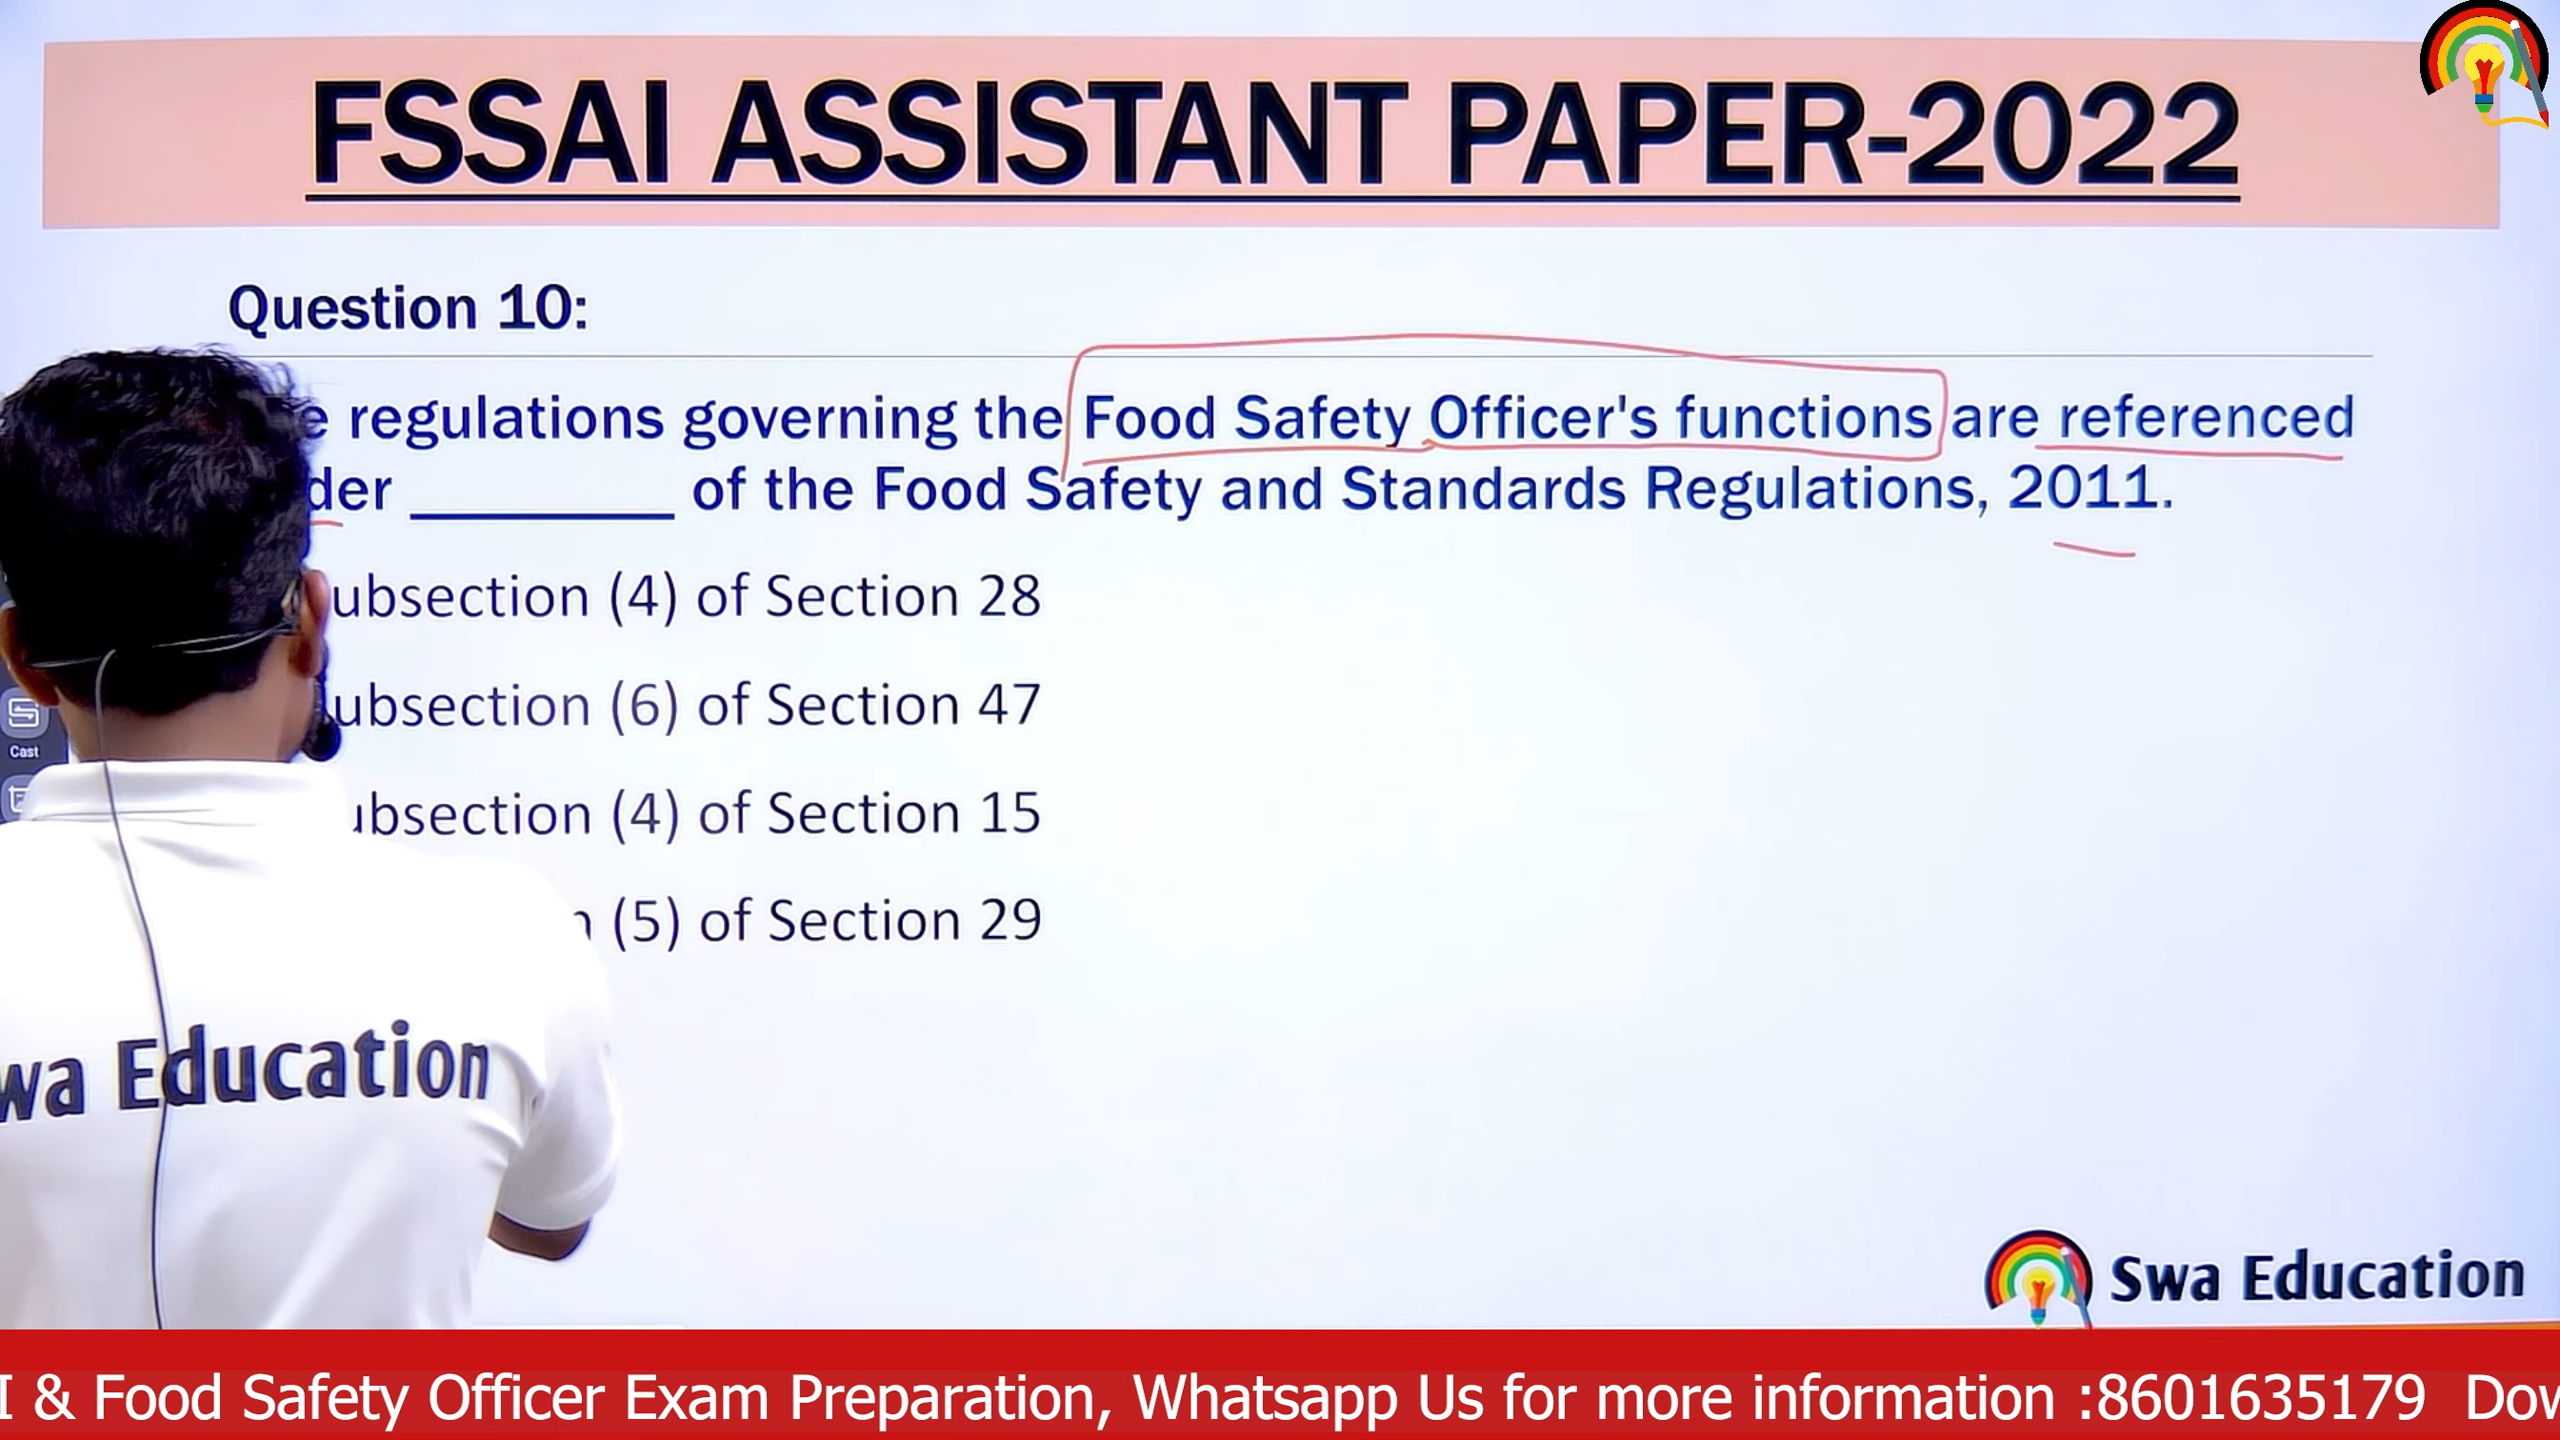 FSSAI ASSISTANT PAPER-2022
Question 10:
regulations governing the Food Safety Officer's functions are referenced
of the Food Safety and Standards Regulations, 2011.
ubsection (4) of Section 28
ubsection (6) of Section 47
ubsection (4) of Section 15
(5) of Section 29
Cast
wa Education
Swa Education
I & Food Safety Officer Exam Preparation, Whatsapp Us for more information :8601635179 Dow